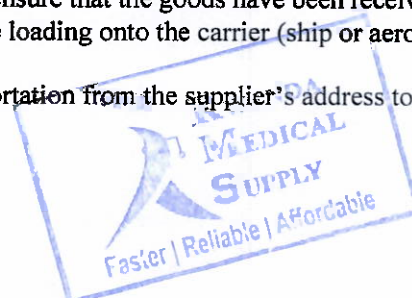 ensure that the goods have been receiv
e loading onto the carrier (ship or aero
ortation from the supplier's address to
MEDICAL
SUPPLY
Faster | Reliable | Affordable